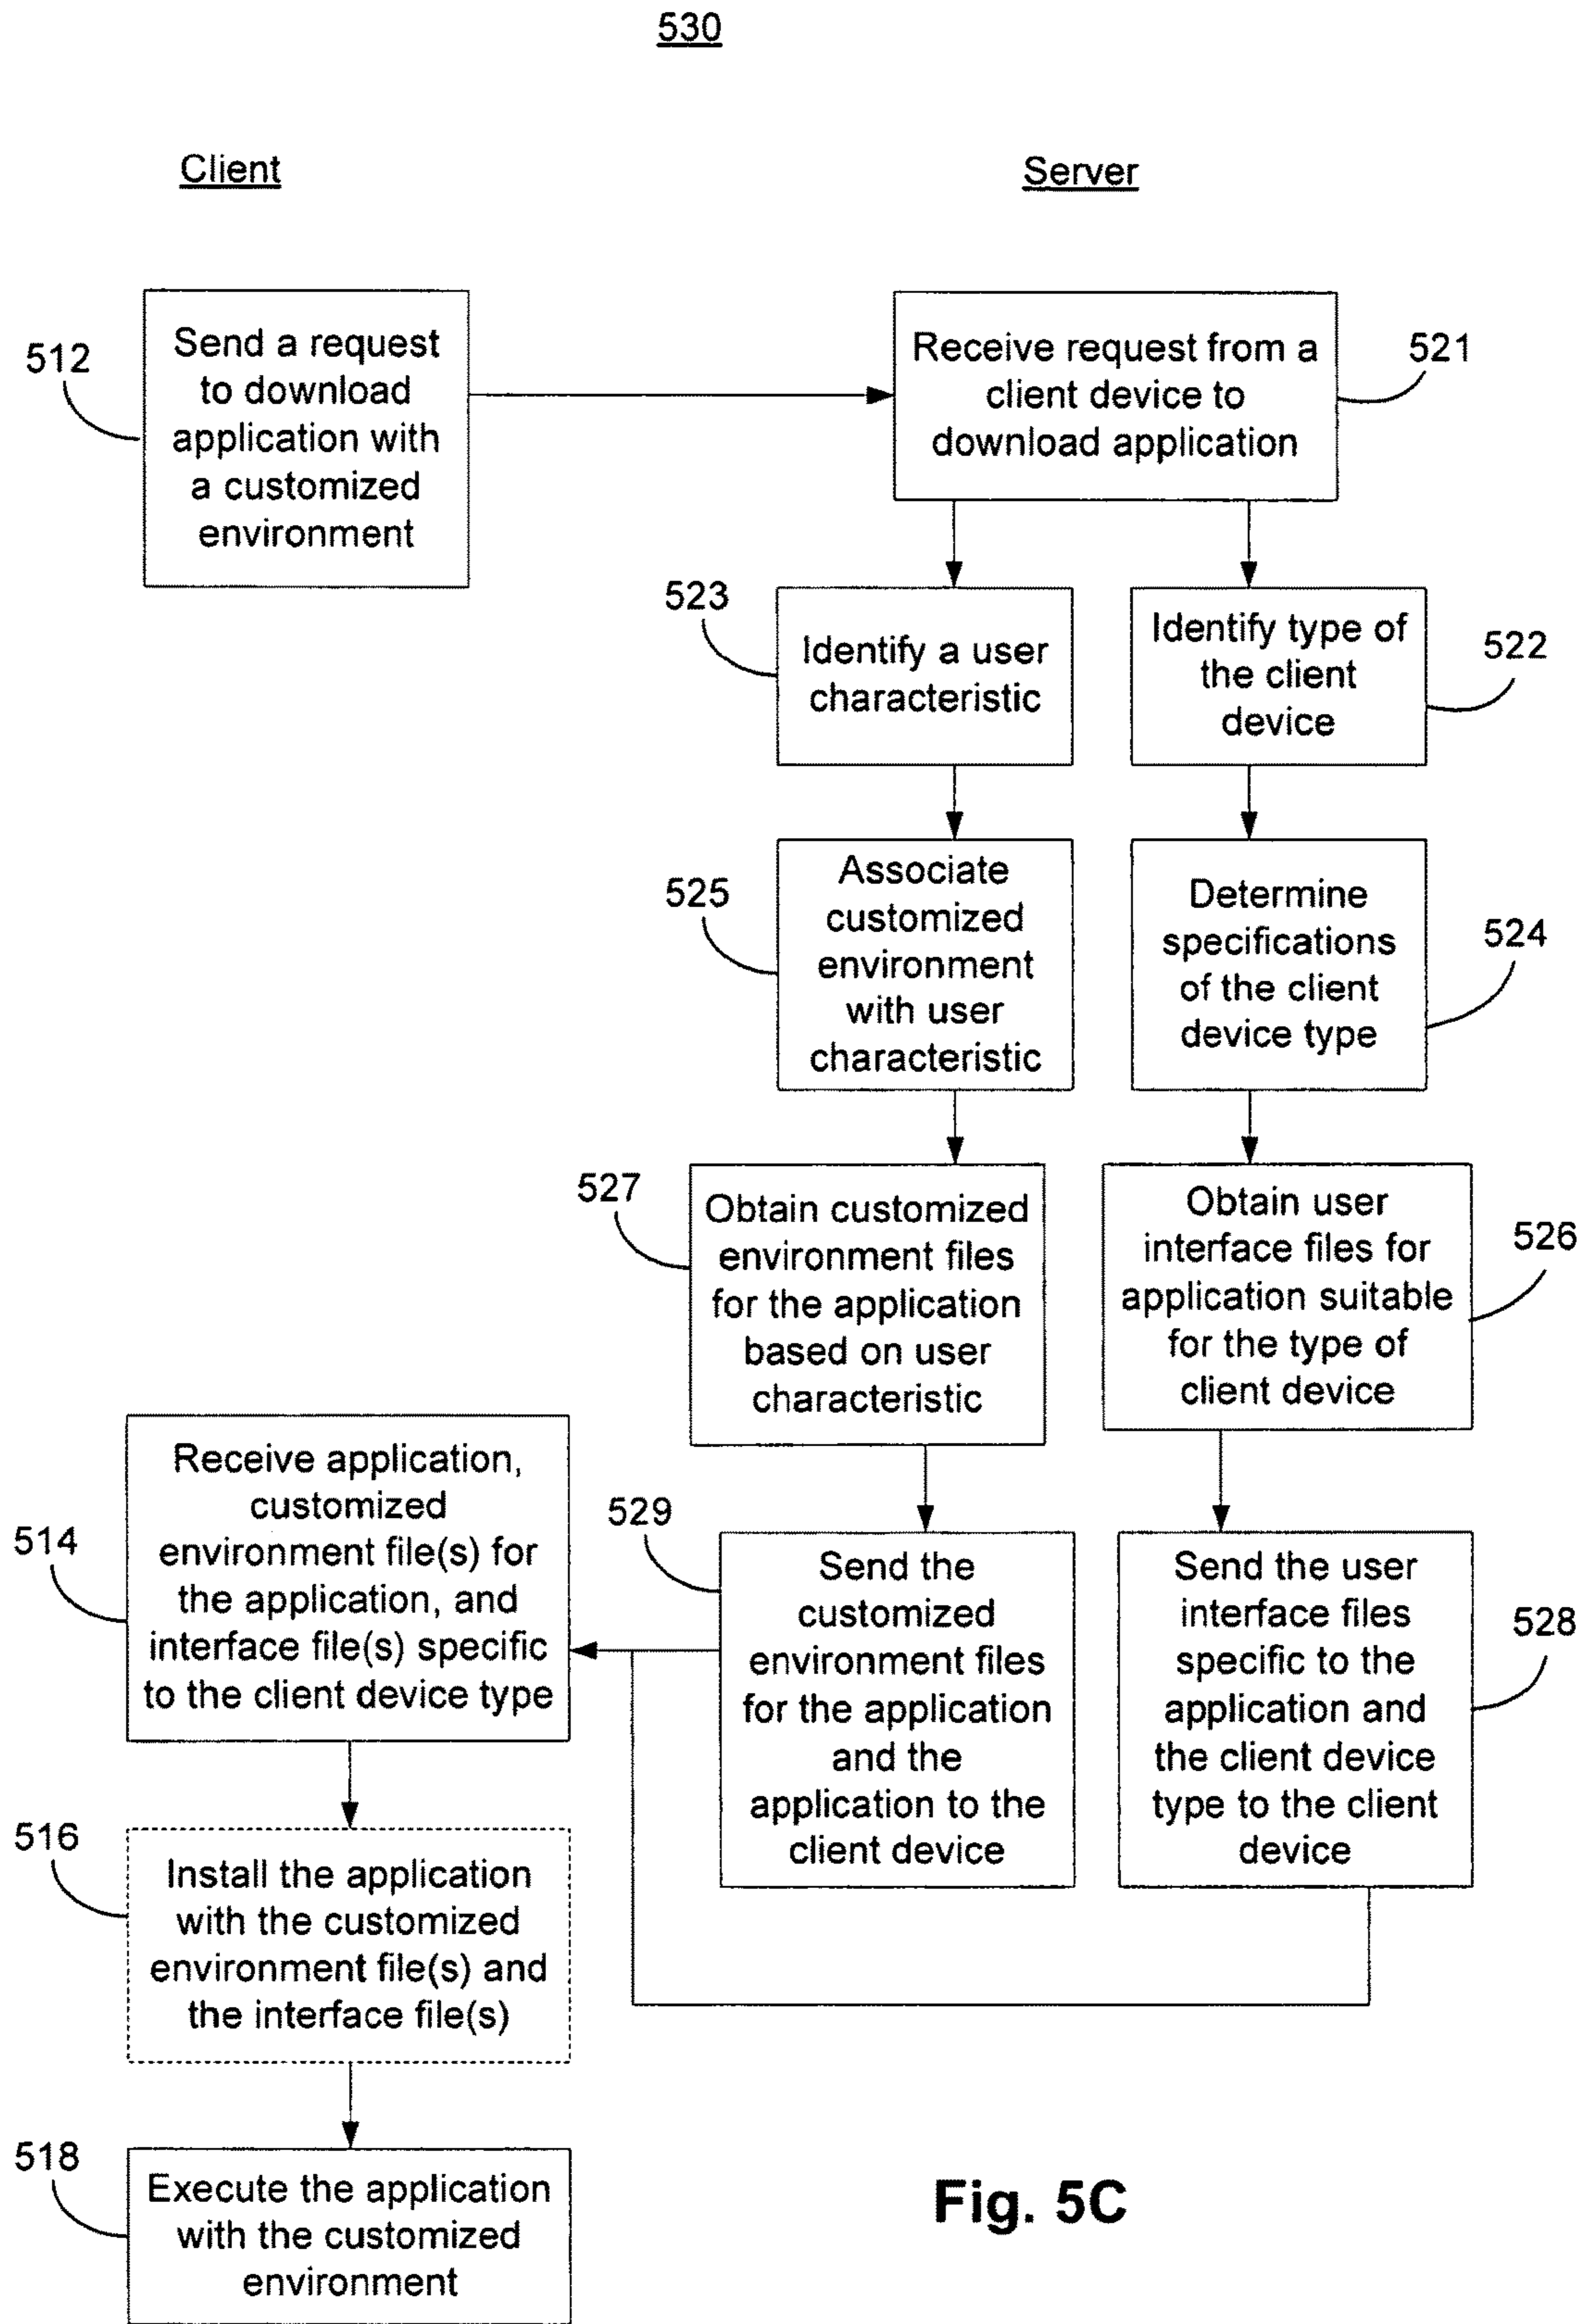 530
Client
Server
512
Send a request
to download
application with
a customized
environment
Receive request from a
client device to
download application
521
523
Identify a user
characteristic
Identify type of
the client
device
522
525
Associate
customized
environment
with user
characteristic
Determine
specifications
of the client
device type
524
527
Obtain customized
environment files
for the application
based on user
characteristic
Obtain user
interface files for
application suitable
for the type of
client device
526
529
Send the
customized
environment files
for the application
and the
application to the
client device
Send the user
interface files
specific to the
application and
the client device
type to the client
device
528
514
Receive application,
customized
environment file(s) for
the application, and
interface file(s) specific
to the client device type
516
Install the application
with the customized
environment file(s) and
the interface file(s)
518
Execute the application
with the customized
environment
Fig. 5C